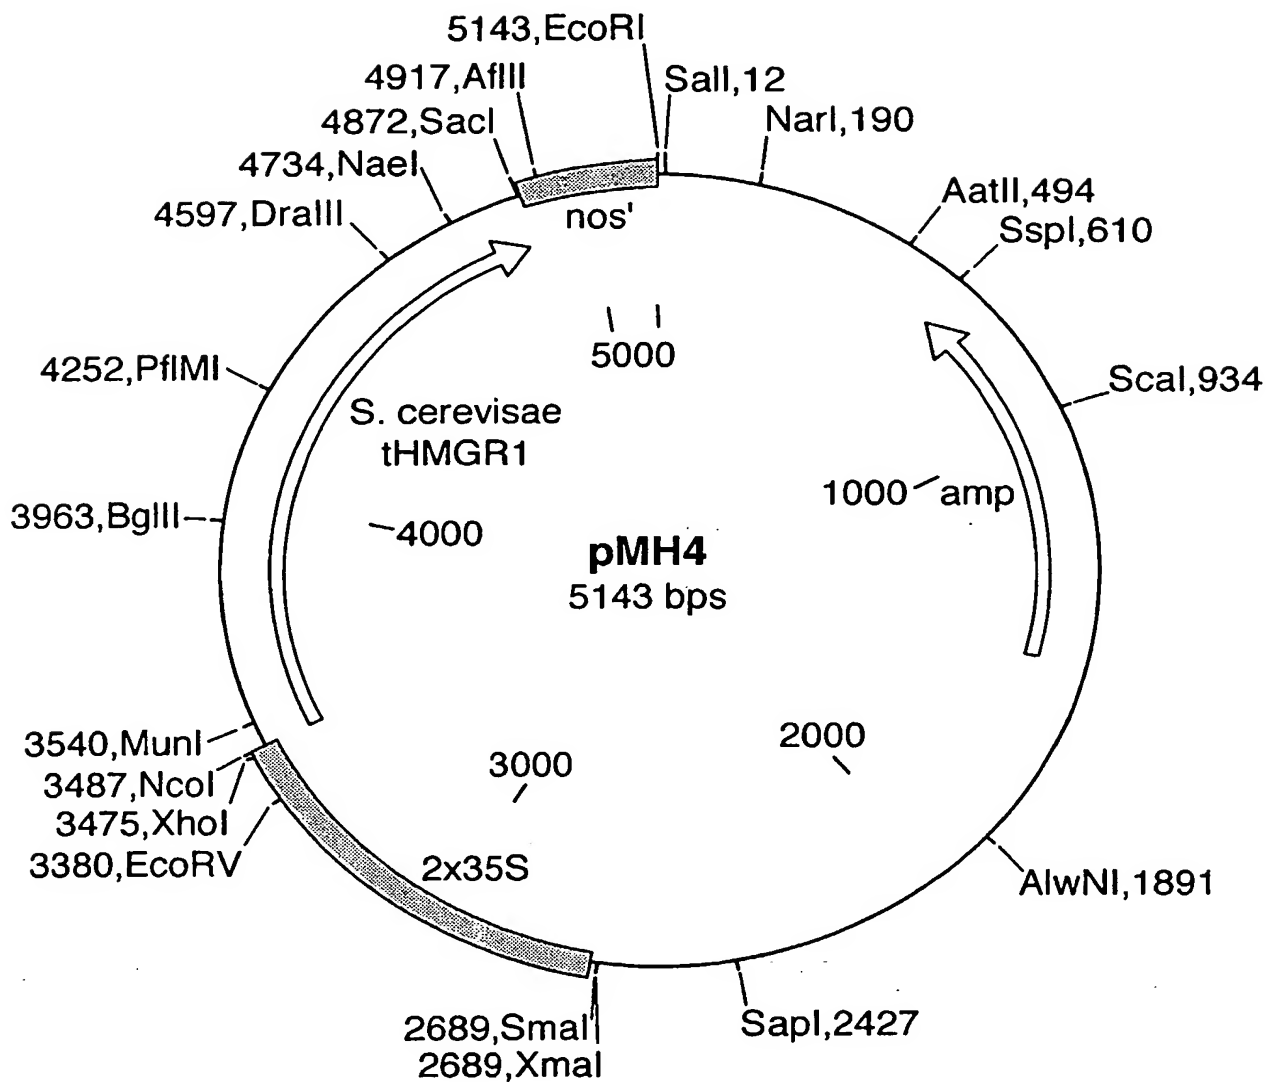 5143,EcoRI
4917,AflII
SalI,12
4872,SacI
NarI,190
4734,NaeI
AatII,494
4597,DraIII
nos'
SspI,610
5000
4252,PflMI
ScaI,934
S. cerevisae
tHMGR1
1000
amp
3963,BglII
4000
pMH4
5143 bps
3540,MunI
2000
3487,NcoI
3000
3475,XhoI
3380,EcoRV
2x35S
AlwNI,1891
2689,SmaI
SapI,2427
2689,XmaI